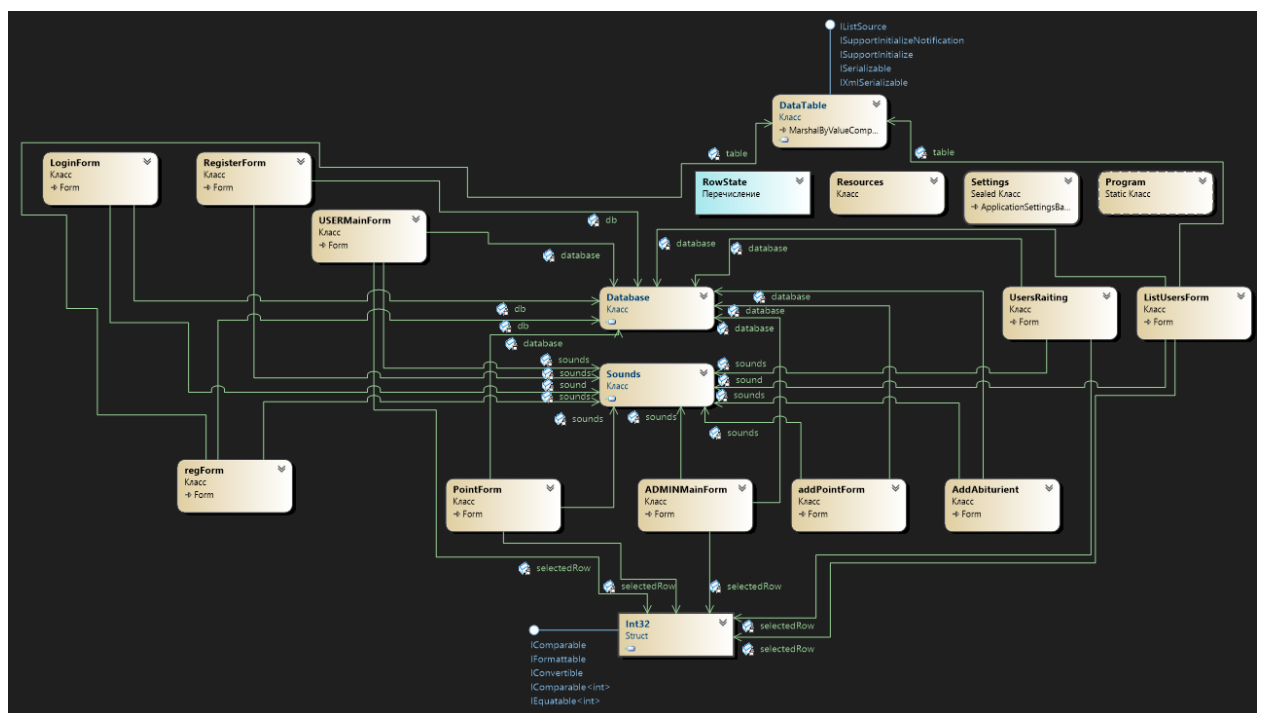 IListSource
ISupportInitializeNotification
ISupportInitialize
ISerializable
IXmlSerializable
DataTable
Класс
MarshalByValueComp...
table
table
LoginForm
Класс
Form
RegisterForm
Класс
Form
RowState
Перечисление
Resources
Класс
Settings
Sealed Класс
ApplicationSettingsBa...
Program
Static Класс
USERMainForm
Класс
Form
db
database
database
database
Database
Класс
database
database
database
db
db
database
UsersRaiting
Класс
Form
ListUsersForm
Класс
Form
sounds
sounds
sound
sounds
Sounds
Класс
sounds
sound
sounds
sounds
sounds
sounds
regForm
Класс
Form
PointForm
Класс
Form
ADMINMainForm
Класс
Form
addPointForm
Класс
Form
AddAbiturient
Класс
Form
selectedRow
selectedRow
selectedRow
Int32
Struct
selectedRow
selectedRow
IComparable
IFormattable
IConvertible
IComparable<int>
IEquatable<int>